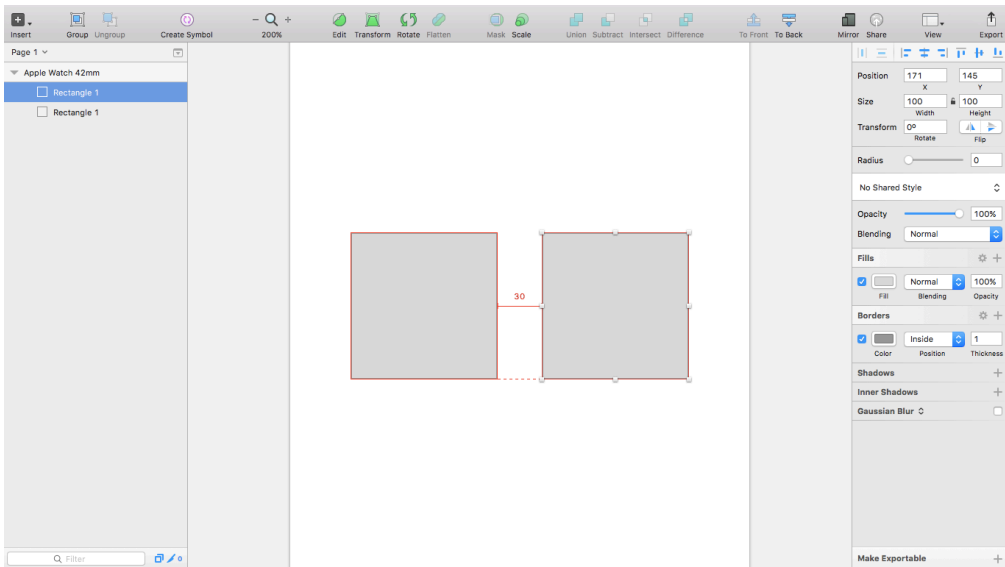 Insert Group Ungroup Create Symbol 200% Edit Transform Rotate Flatten Mask Scale Union Subtract Intersect Difference To Front To Back Mirror Share View Export
Page 1
Apple Watch 42mm
Rectangle 1
Rectangle 1
Filter
0
30
Position 171 145
X Y
Size 100 100
Width Height
Transform 0º
Rotate Flip
Radius 0
No Shared Style
Opacity 100%
Blending Normal
Fills
Normal 100%
Fill Blending Opacity
Borders
Inside 1
Color Position Thickness
Shadows
Inner Shadows
Gaussian Blur
Make Exportable